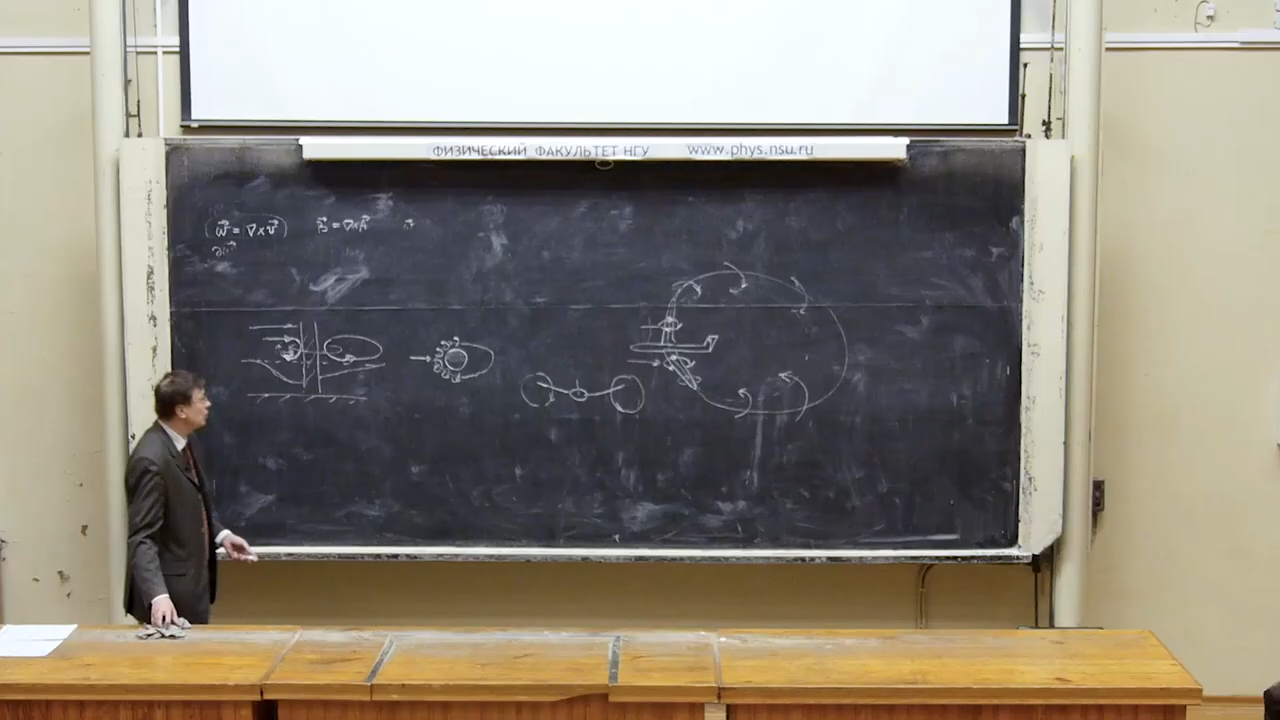 ФИЗИЧЕСКИЙ ФАКУЛЬТЕТ НГУ www.phys.nsu.ru
w⃗ = ∇×v⃗ B⃗ = ∇×A⃗